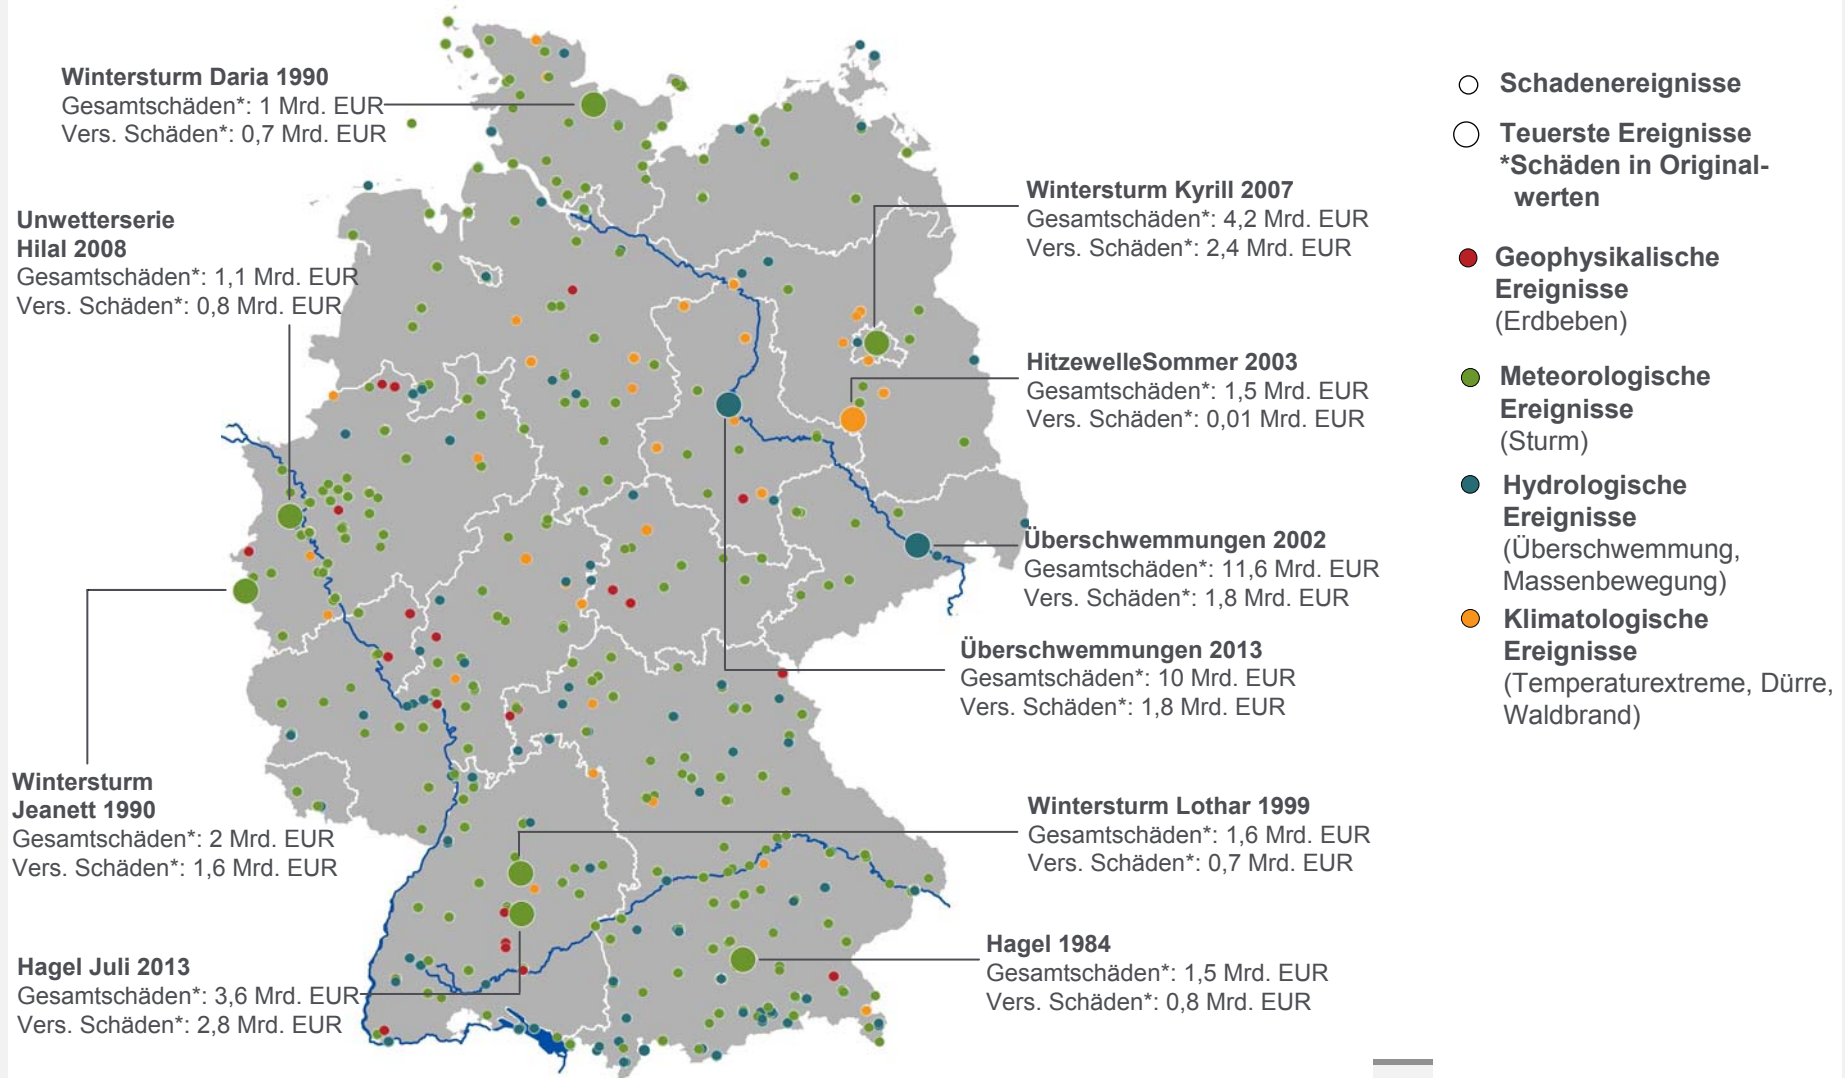 Wintersturm Daria 1990
Gesamtschäden*: 1 Mrd. EUR
Vers. Schäden*: 0,7 Mrd. EUR
Unwetterserie
Hilal 2008
Gesamtschäden*: 1,1 Mrd. EUR
Vers. Schäden*: 0,8 Mrd. EUR
Wintersturm
Jeanett 1990
Gesamtschäden*: 2 Mrd. EUR
Vers. Schäden*: 1,6 Mrd. EUR
Hagel Juli 2013
Gesamtschäden*: 3,6 Mrd. EUR
Vers. Schäden*: 2,8 Mrd. EUR
Wintersturm Kyrill 2007
Gesamtschäden*: 4,2 Mrd. EUR
Vers. Schäden*: 2,4 Mrd. EUR
HitzewelleSommer 2003
Gesamtschäden*: 1,5 Mrd. EUR
Vers. Schäden*: 0,01 Mrd. EUR
Überschwemmungen 2002
Gesamtschäden*: 11,6 Mrd. EUR
Vers. Schäden*: 1,8 Mrd. EUR
Überschwemmungen 2013
Gesamtschäden*: 10 Mrd. EUR
Vers. Schäden*: 1,8 Mrd. EUR
Wintersturm Lothar 1999
Gesamtschäden*: 1,6 Mrd. EUR
Vers. Schäden*: 0,7 Mrd. EUR
Hagel 1984
Gesamtschäden*: 1,5 Mrd. EUR
Vers. Schäden*: 0,8 Mrd. EUR
Schadenereignisse
Teuerste Ereignisse
*Schäden in Original-
werten
Geophysikalische
Ereignisse
(Erdbeben)
Meteorologische
Ereignisse
(Sturm)
Hydrologische
Ereignisse
(Überschwemmung,
Massenbewegung)
Klimatologische
Ereignisse
(Temperaturextreme, Dürre,
Waldbrand)